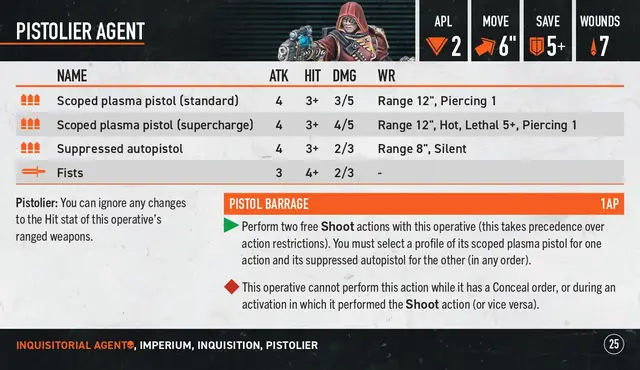 PISTOLIER AGENT
APL MOVE SAVE WOUNDS
2 6" 5+ 7
NAME ATK HIT DMG WR
Scoped plasma pistol (standard) 4 3+ 3/5 Range 12", Piercing 1
Scoped plasma pistol (supercharge) 4 3+ 4/5 Range 12", Hot, Lethal 5+, Piercing 1
Suppressed autopistol 4 3+ 2/3 Range 8", Silent
Fists 3 4+ 2/3 -
Pistolier: You can ignore any changes
to the Hit stat of this operative's
ranged weapons.
PISTOL BARRAGE 1AP
Perform two free Shoot actions with this operative (this takes precedence over
action restrictions). You must select a profile of its scoped plasma pistol for one
action and its suppressed autopistol for the other (in any order).
This operative cannot perform this action while it has a Conceal order, or during an
activation in which it performed the Shoot action (or vice versa).
INQUISITORIAL AGENT, IMPERIUM, INQUISITION, PISTOLIER
25